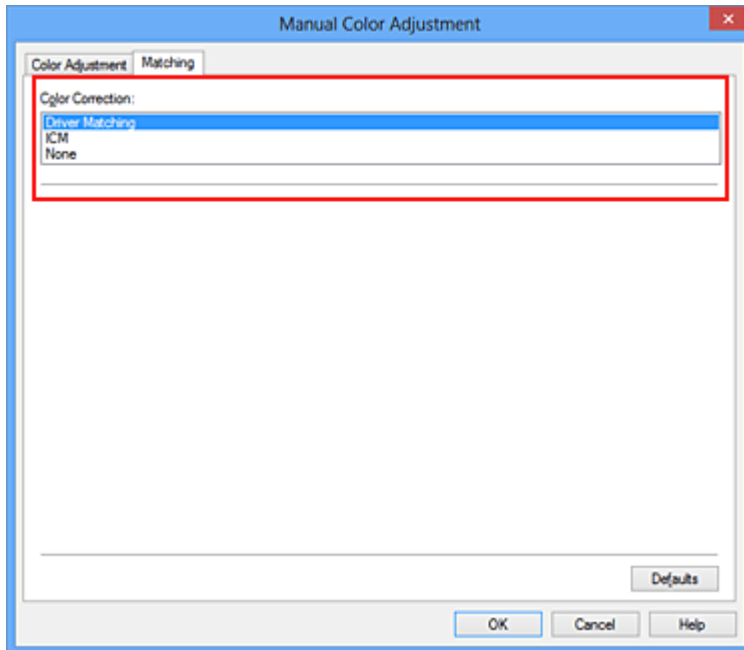 Manual Color Adjustment
Color Adjustment Matching
Color Correction:
Driver Matching
ICM
None
Defaults
OK Cancel Help